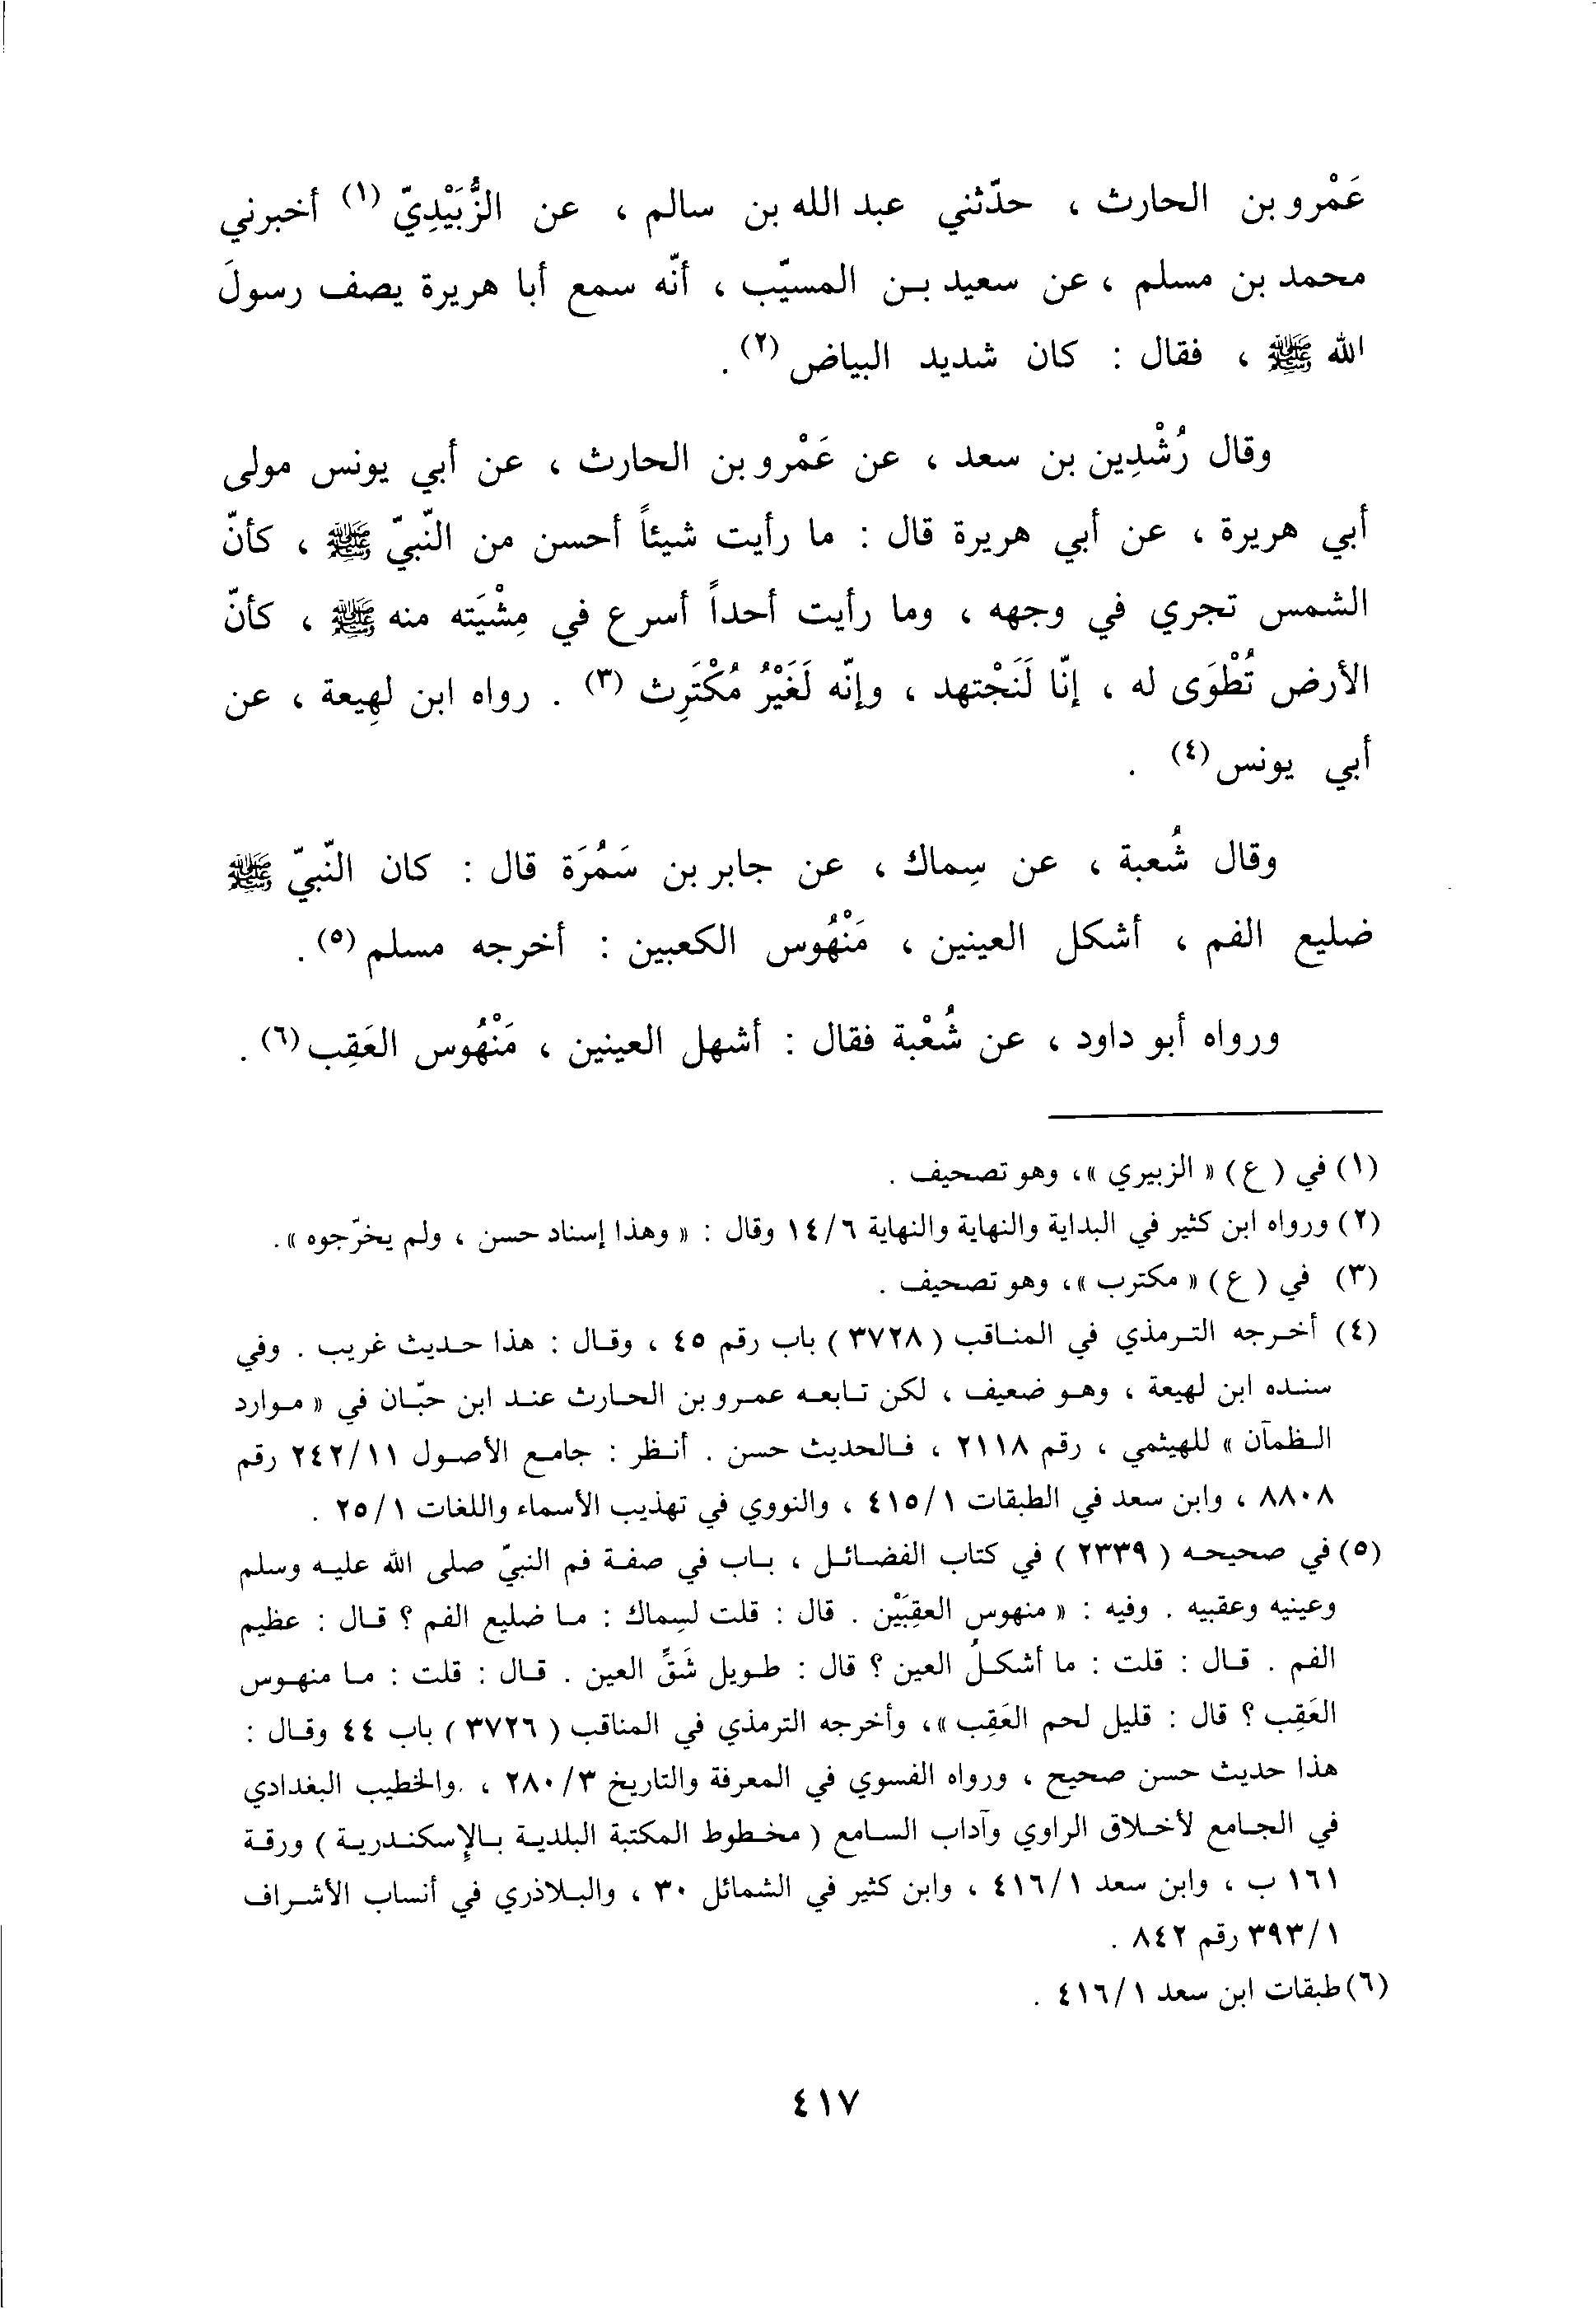 عَمْرو بن الحارث ، حدّثني عبد الله بن سالم ، عن الزُّبَيْدِيّ (١) أخبرني
محمد بن مسلم ، عن سعيد بن المسيّب ، أنّه سمع أبا هريرة يصف رسولَ
الله ﷺ ، فقال : كان شديد البياض (٢) .
وقال رُشْدِين بن سعد ، عن عَمْرو بن الحارث ، عن أبي يونس مولى
أبي هريرة ، عن أبي هريرة قال : ما رأيت شيئاً أحسن من النّبيّ ﷺ ، كأنّ
الشمس تجري في وجهه ، وما رأيت أحداً أسرع في مِشْيَته منه ﷺ ، كأنّ
الأرض تُطْوَى له ، إنّا لَنَجْتهد ، وإنّه لَغَيْرُ مُكْتَرِث (٣) . رواه ابن لهِيعة ، عن
أبي يونس (٤) .
وقال شُعبة ، عن سِماك ، عن جابر بن سَمُرَة قال : كان النّبيّ ﷺ
ضليع الفم ، أشكل العينين ، مَنْهُوس الكعبين : أخرجه مسلم (٥) .
ورواه أبو داود ، عن شُعْبة فقال : أشهل العينين ، مَنْهُوس العَقِب (٦) .
(١) في ( ع ) « الزبيري »، وهو تصحيف .
(٢) ورواه ابن كثير في البداية والنهاية والنهاية ١٤/٦ وقال : « وهذا إسناد حسن ، ولم يخرّجوه ».
(٣) في ( ع ) « مكترب »، وهو تصحيف .
(٤) أخرجه الترمذي في المناقب ( ٣٧٢٨ ) باب رقم ٤٥ ، وقال : هذا حديث غريب . وفي
سنده ابن لهيعة ، وهو ضعيف ، لكن تابعه عمرو بن الحارث عند ابن حبّان في « موارد
الظمآن » للهيثمي ، رقم ٢١١٨ ، فالحديث حسن . أنظر : جامع الأصول ٢٤٢/١١ رقم
٨٨٠٨ ، وابن سعد في الطبقات ٤١٥/١ ، والنووي في تهذيب الأسماء واللغات ٢٥/١ .
(٥) في صحيحه ( ٢٣٣٩ ) في كتاب الفضائل ، باب في صفة فم النبيّ صلى الله عليه وسلم
وعينيه وعقبيه . وفيه : « منهوس العقِبَيْن . قال : قلت لسِماك : ما ضليع الفم ؟ قال : عظيم
الفم . قال : قلت : ما أشكلُ العين ؟ قال : طويل شَقِّ العين . قال : قلت : ما منهوس
العَقِب ؟ قال : قليل لحم العَقِب »، وأخرجه الترمذي في المناقب ( ٣٧٢٦ ) باب ٤٤ وقال :
هذا حديث حسن صحيح ، ورواه الفسوي في المعرفة والتاريخ ٢٨٠/٣ ، .والخطيب البغدادي
في الجامع لأخلاق الراوي وآداب السامع ( مخطوط المكتبة البلدية بالإسكندرية ) ورقة
١٦١ ب ، وابن سعد ٤١٦/١ ، وابن كثير في الشمائل ٣٠ ، والبلاذري في أنساب الأشراف
٣٩٣/١ رقم ٨٤٢ .
(٦) طبقات ابن سعد ٤١٦/١ .
٤١٧